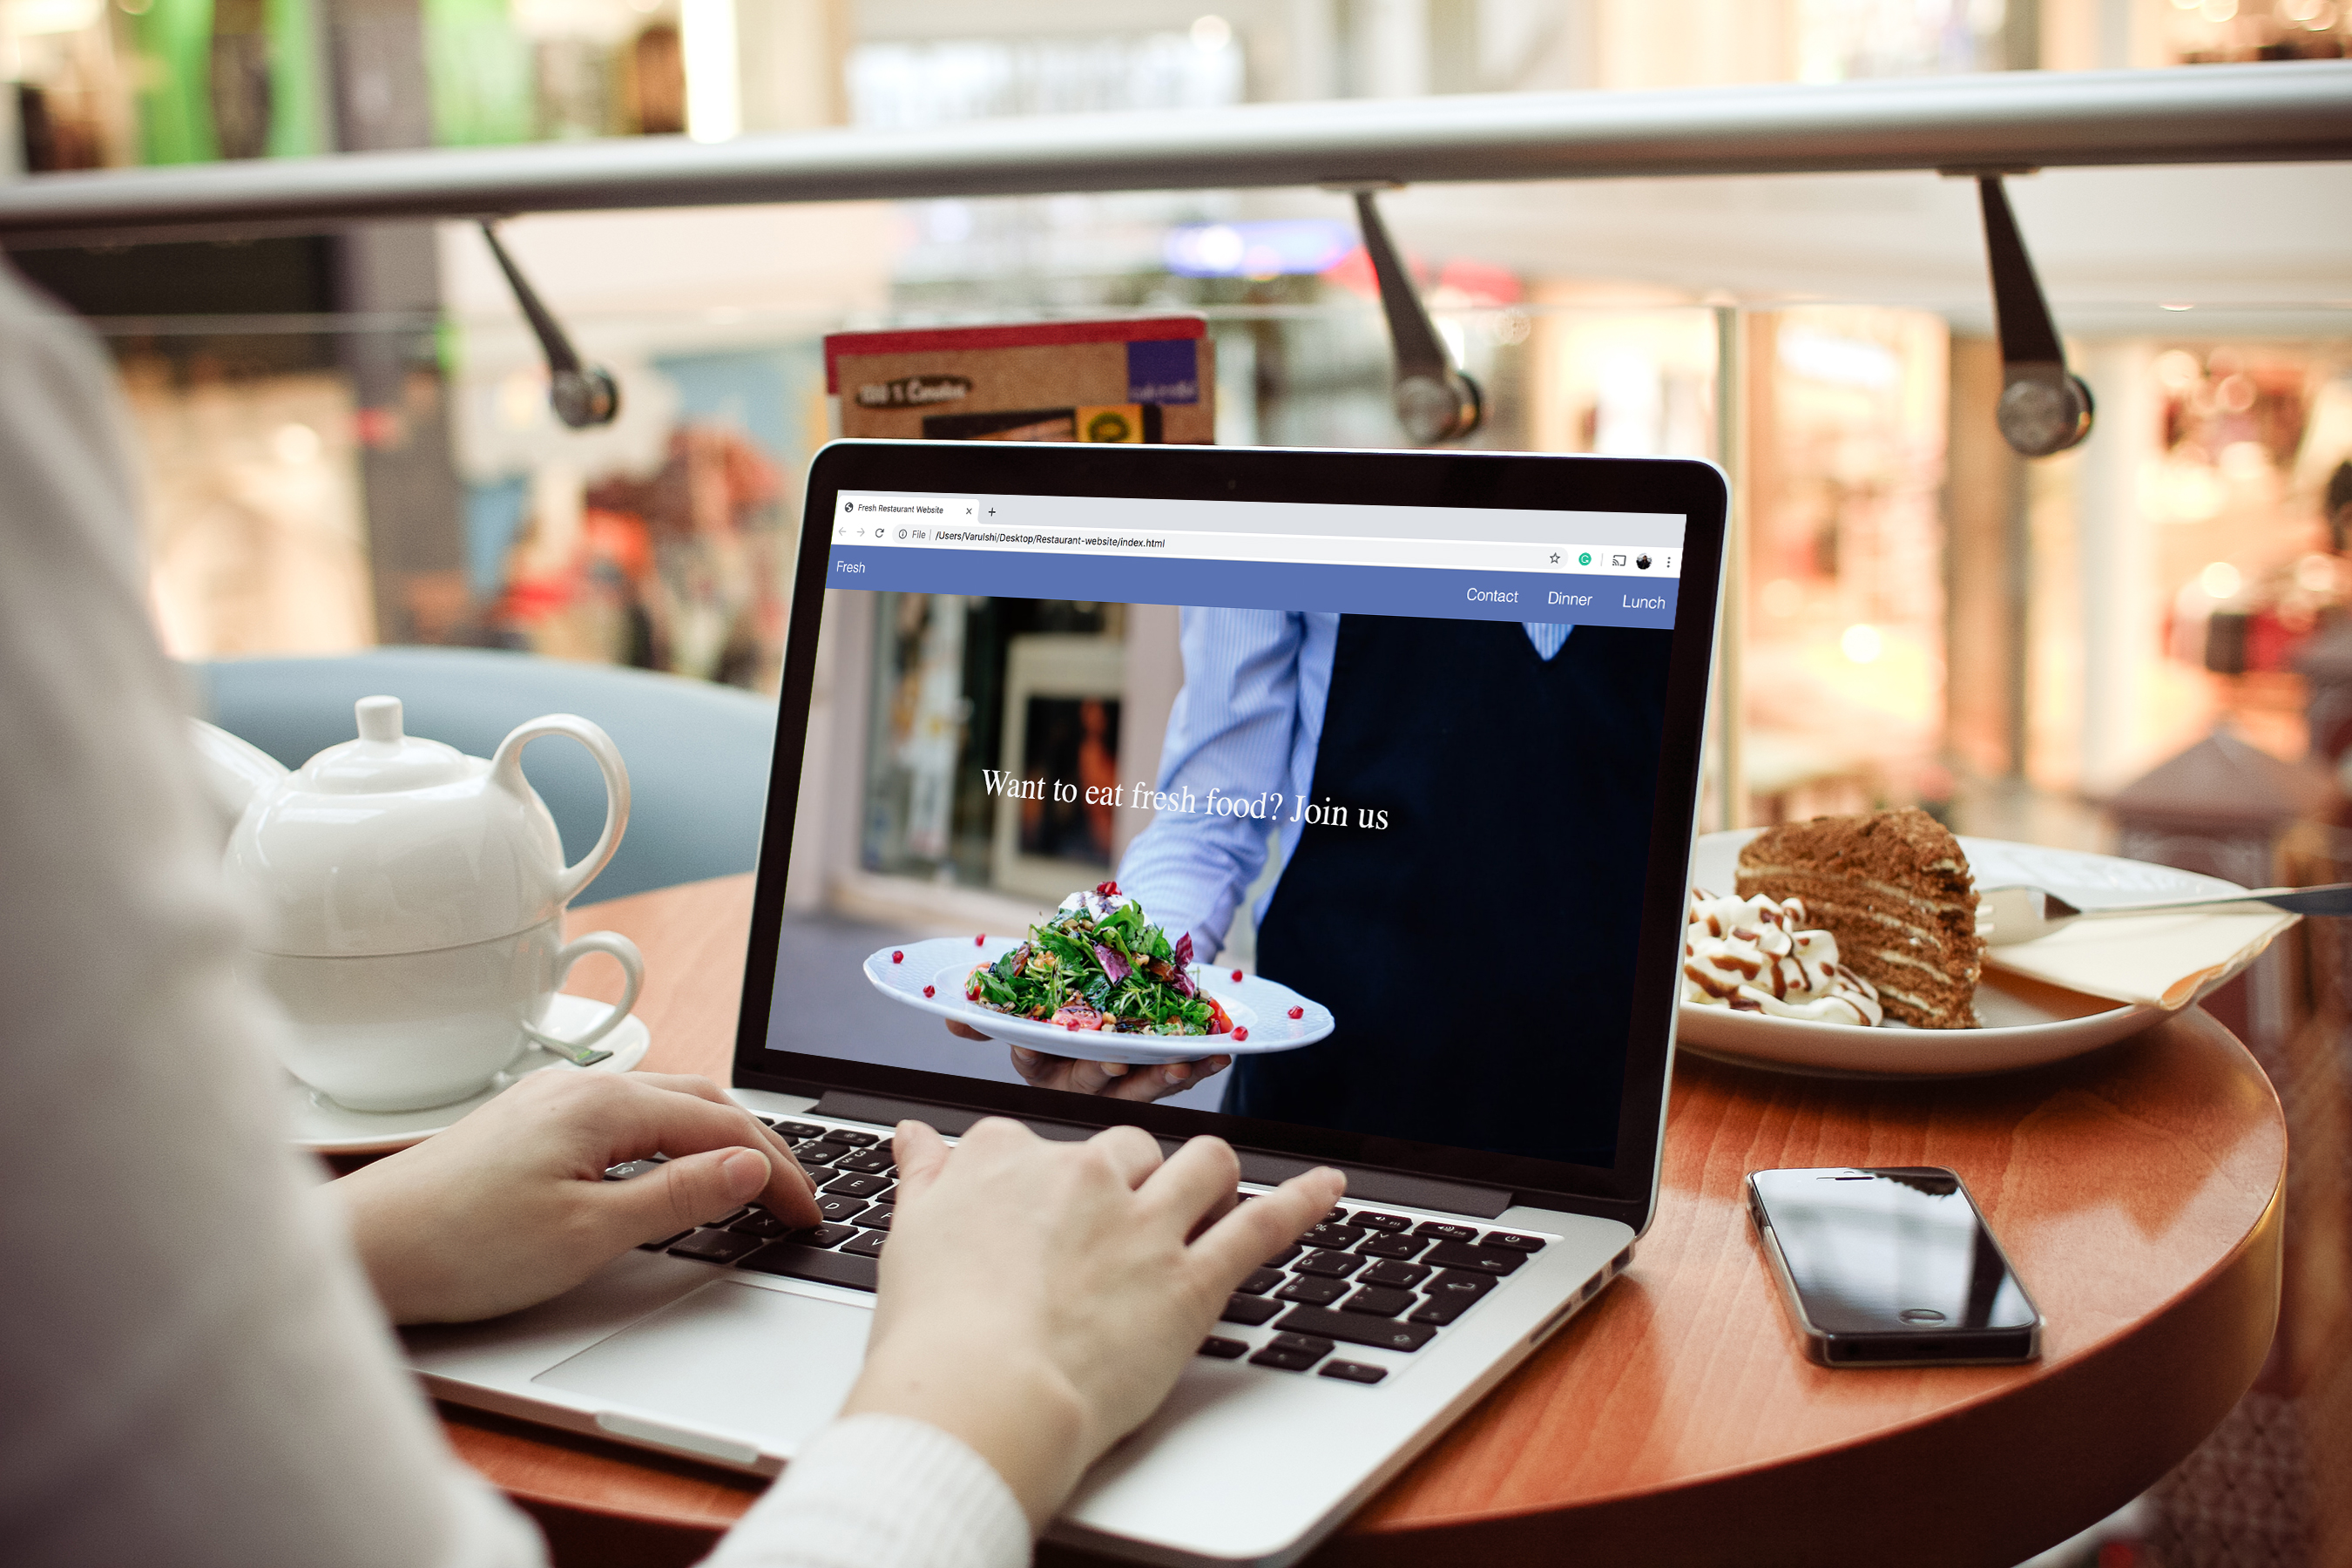 Fresh Restaurant Website
File
/Users/Varulshi/Desktop/Restaurant-website/index.html
Fresh
Contact Dinner Lunch
Want to eat fresh food? Join us